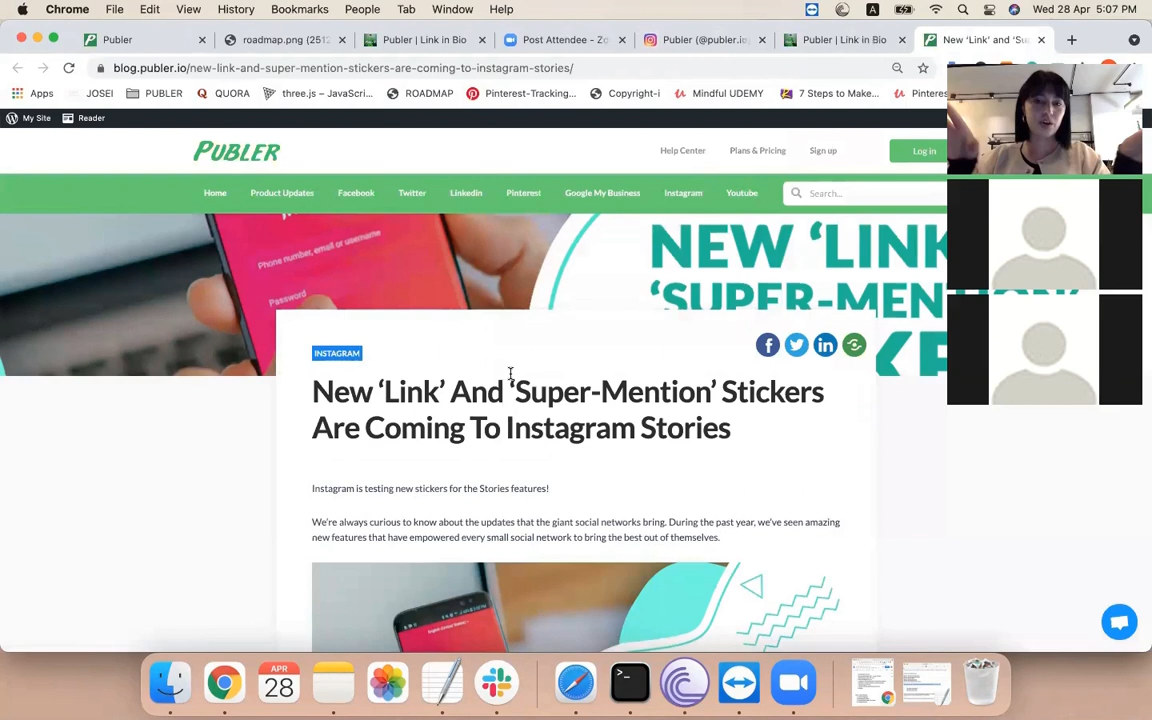 Chrome File Edit View History Bookmarks People Tab Window Help
A Wed 28 Apr 5:07 PM
Publer
roadmap.png (2512
Publer | Link in Bio
Post Attendee - Zo
Publer (@publer.io
Publer | Link in Bio
New 'Link' and 'Su
blog.publer.io/new-link-and-super-mention-stickers-are-coming-to-instagram-stories/
Apps JOSEI PUBLER QUORA three.js – JavaScri... ROADMAP Pinterest-Tracking... Copyright-i Mindful UDEMY 7 Steps to Make...
My Site Reader
PUBLER
Help Center Plans & Pricing Sign up Log in
Home Product Updates Facebook Twitter Linkedin Pinterest Google My Business Instagram Youtube Search...
Phone number, email or username
Password
NEW ‘LINK
‘SUPER-MENTION’
INSTAGRAM
New ‘Link’ And ‘Super-Mention’ Stickers
Are Coming To Instagram Stories
Instagram is testing new stickers for the Stories features!
We’re always curious to know about the updates that the giant social networks bring. During the past year, we’ve seen amazing
new features that have empowered every small social network to bring the best out of themselves.
APR
28